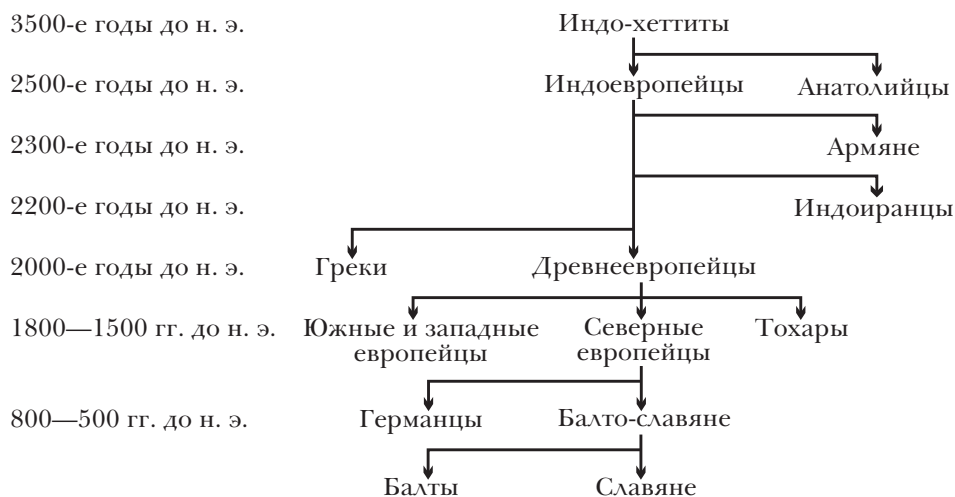 3500-е годы до н. э. Индо-хеттиты
2500-е годы до н. э. Индоевропейцы Анатолийцы
2300-е годы до н. э. Армяне
2200-е годы до н. э. Индоиранцы
2000-е годы до н. э. Греки Древнеевропейцы
1800—1500 гг. до н. э. Южные и западные Северные Тохары
европейцы европейцы
800—500 гг. до н. э. Германцы Балто-славяне
Балты Славяне